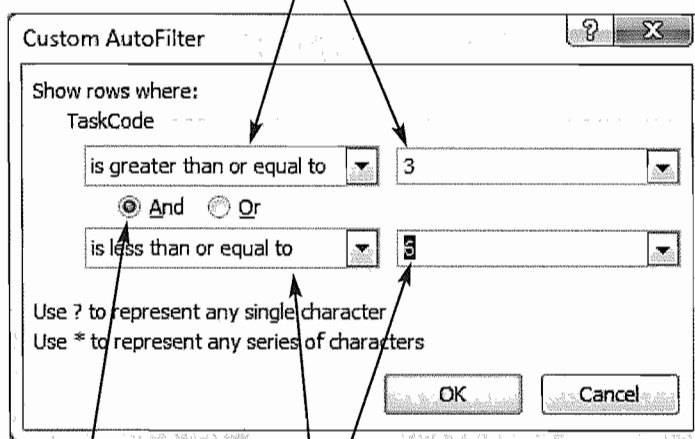 Custom AutoFilter ? X
Show rows where:
TaskCode
is greater than or equal to 3
And Or
is less than or equal to
Use ? to represent any single character
Use * to represent any series of characters
OK Cancel